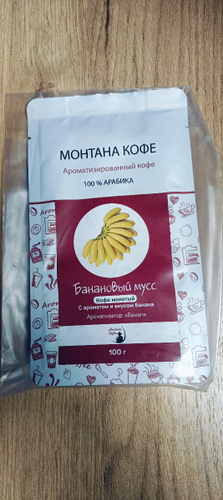 МОНТАНА КОФЕ
Ароматизированный кофе
100 % АРАБИКА
Банановый мусс
Кофе молотый
С ароматом и вкусом банана
Ароматизатор: «Банан»
100 г